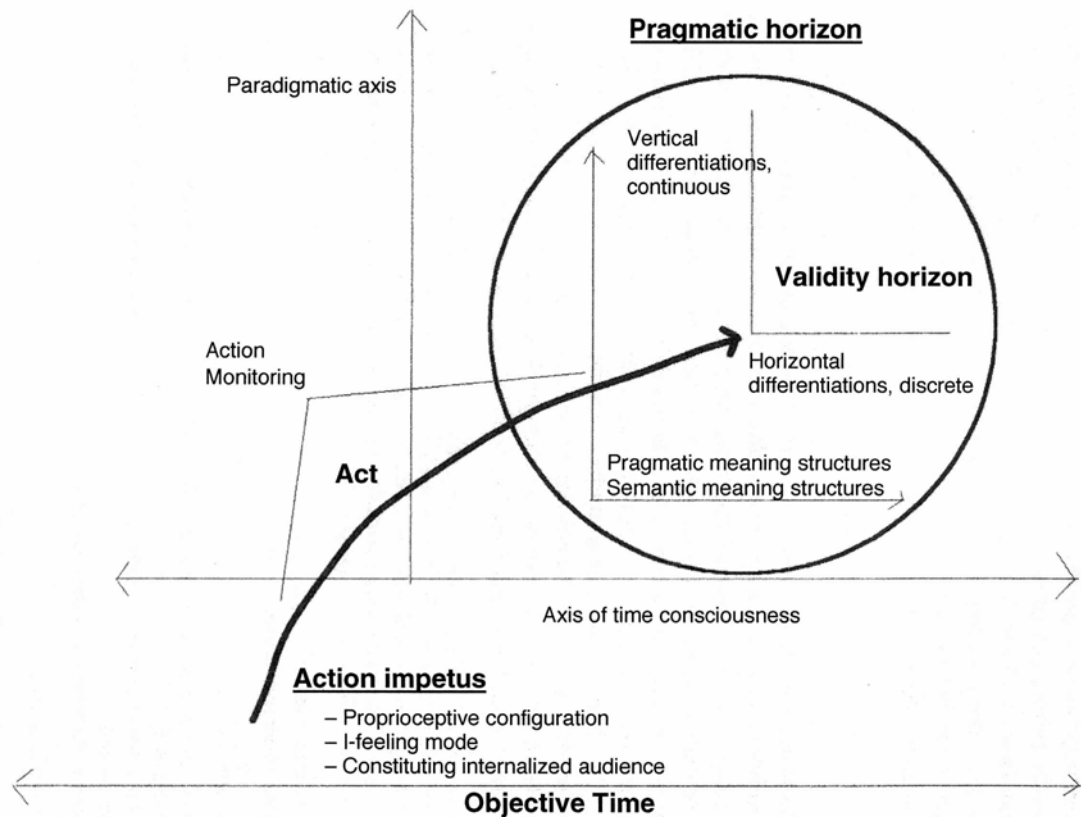 Pragmatic horizon
Paradigmatic axis
Vertical
differentiations,
continuous
Validity horizon
Action
Monitoring
Horizontal
differentiations, discrete
Pragmatic meaning structures
Semantic meaning structures
Act
Axis of time consciousness
Action impetus
– Proprioceptive configuration
– I-feeling mode
– Constituting internalized audience
Objective Time